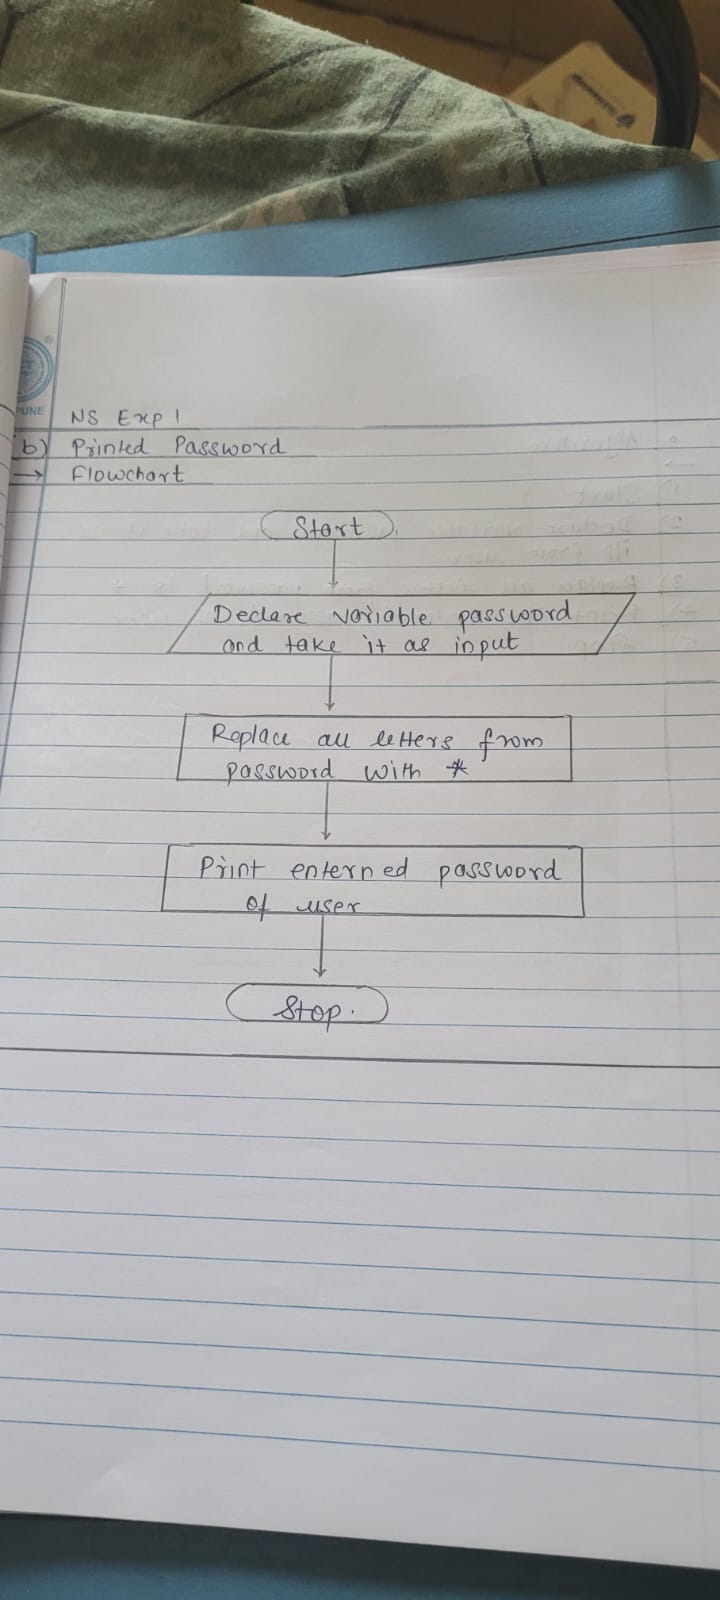 PUNE
NS Exp 1
b) Printed Password
→ Flowchart
Start
Declare variable password
and take it as input
Replace all letters from
password with *
Print enterned password
of user
Stop.